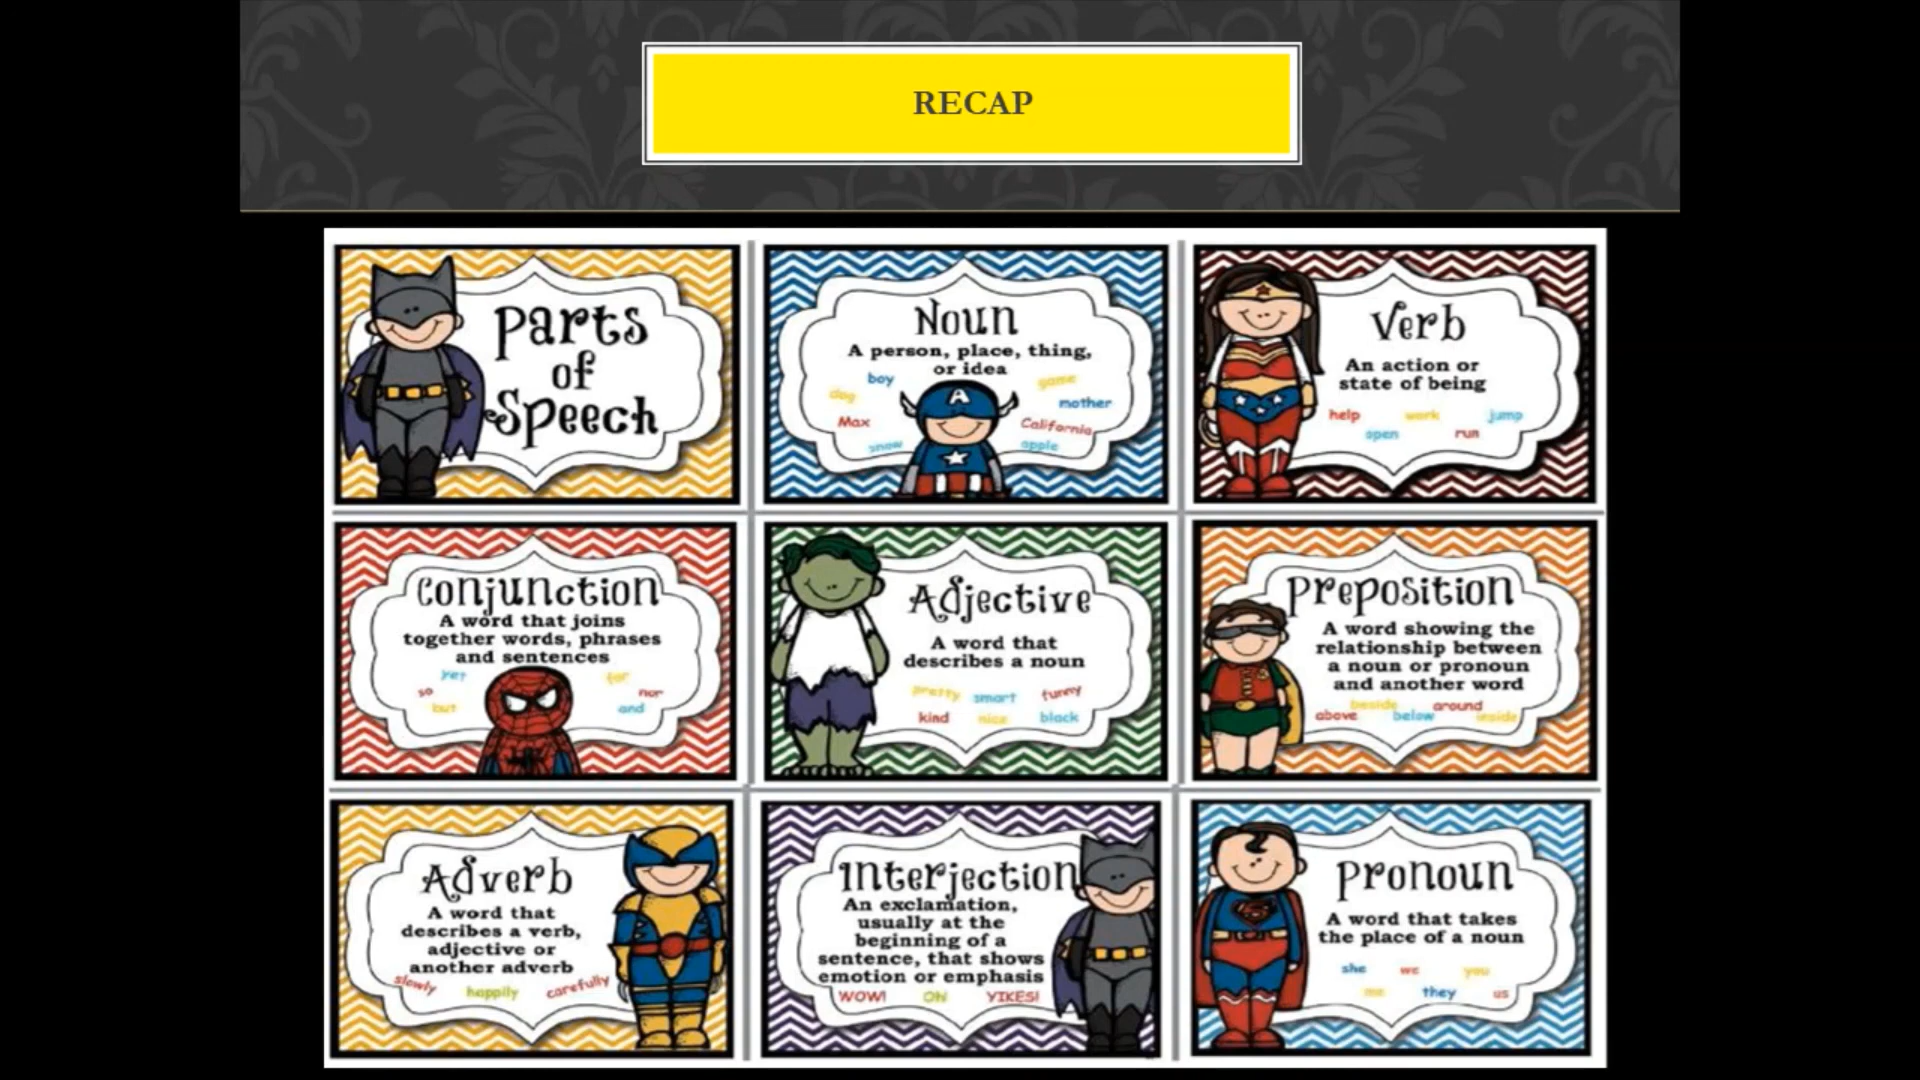 RECAP
Parts
of
Speech
Noun
A person, place, thing,
or idea
boy game
dog mother
Max California
snow apple
A
Verb
An action or
state of being
help work jump
open run
Conjunction
A word that joins
together words, phrases
and sentences
yet for
so nor
but and
Adjective
A word that
describes a noun
pretty smart funny
kind nice black
Preposition
A word showing the
relationship between
a noun or pronoun
and another word
beside around
above below inside
Adverb
A word that
describes a verb,
adjective or
another adverb
slowly happily carefully
Interjection
An exclamation,
usually at the
beginning of a
sentence, that shows
emotion or emphasis
WOW! Oh! YIKES!
Pronoun
A word that takes
the place of a noun
she we you
me they us